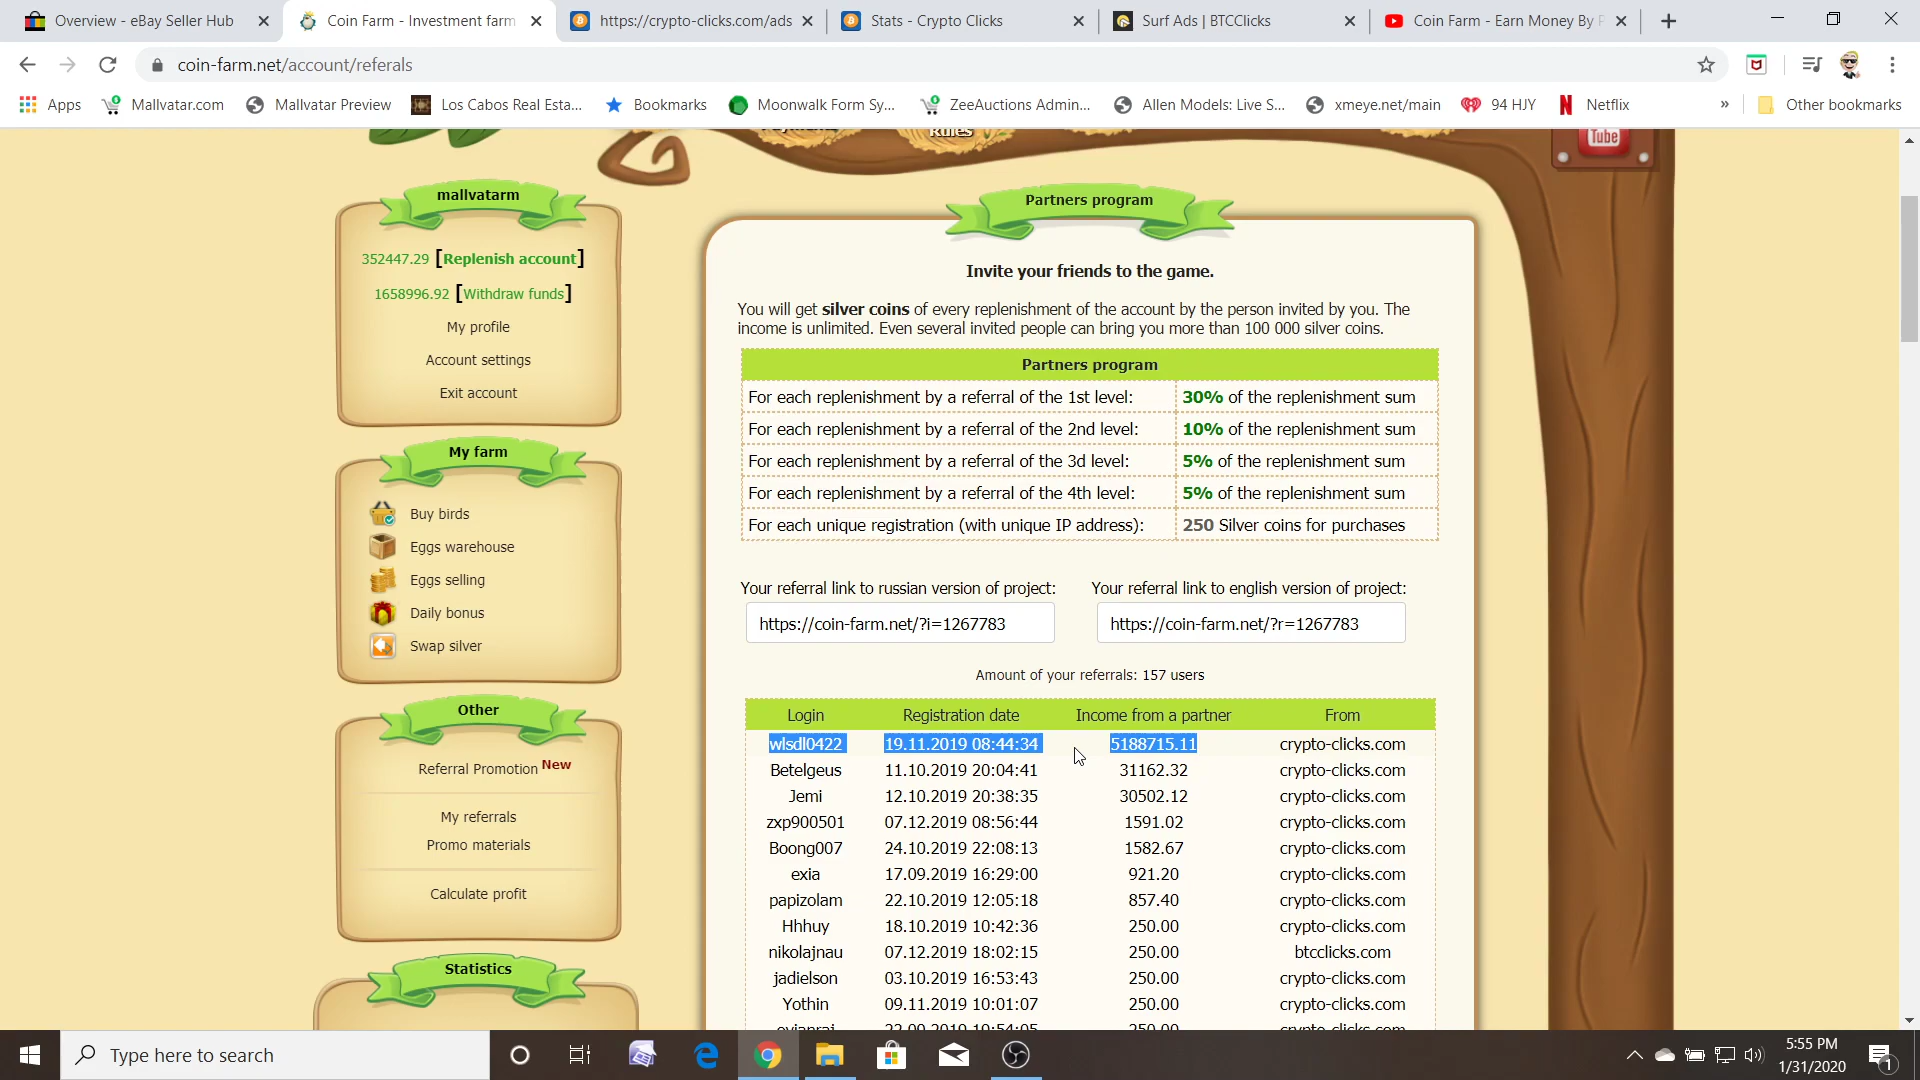 Overview - eBay Seller Hub
Coin Farm - Investment farm
https://crypto-clicks.com/ads
Stats - Crypto Clicks
Surf Ads | BTCClicks
Coin Farm - Earn Money By
coin-farm.net/account/referals
Apps
Mallvatar.com
Mallvatar Preview
Los Cabos Real Esta...
Bookmarks
Moonwalk Form Sy...
ZeeAuctions Admin...
Allen Models: Live S...
xmeye.net/main
94 HJY
Netflix
»
Other bookmarks
Rules
Tube
mallvatarm
352447.29 [Replenish account]
1658996.92 [Withdraw funds]
My profile
Account settings
Exit account
My farm
Buy birds
Eggs warehouse
Eggs selling
Daily bonus
Swap silver
Other
Referral Promotion New
My referrals
Promo materials
Calculate profit
Statistics
Partners program
Invite your friends to the game.
You will get silver coins of every replenishment of the account by the person invited by you. The
income is unlimited. Even several invited people can bring you more than 100 000 silver coins.
Partners program
For each replenishment by a referral of the 1st level: 30% of the replenishment sum
For each replenishment by a referral of the 2nd level: 10% of the replenishment sum
For each replenishment by a referral of the 3d level: 5% of the replenishment sum
For each replenishment by a referral of the 4th level: 5% of the replenishment sum
For each unique registration (with unique IP address): 250 Silver coins for purchases
Your referral link to russian version of project: Your referral link to english version of project:
https://coin-farm.net/?i=1267783 https://coin-farm.net/?r=1267783
Amount of your referrals: 157 users
Login Registration date Income from a partner From
wlsdl0422 19.11.2019 08:44:34 5188715.11 crypto-clicks.com
Betelgeus 11.10.2019 20:04:41 31162.32 crypto-clicks.com
Jemi 12.10.2019 20:38:35 30502.12 crypto-clicks.com
zxp900501 07.12.2019 08:56:44 1591.02 crypto-clicks.com
Boong007 24.10.2019 22:08:13 1582.67 crypto-clicks.com
exia 17.09.2019 16:29:00 921.20 crypto-clicks.com
papizolam 22.10.2019 12:05:18 857.40 crypto-clicks.com
Hhhuy 18.10.2019 10:42:36 250.00 crypto-clicks.com
nikolajnau 07.12.2019 18:02:15 250.00 btcclicks.com
jadielson 03.10.2019 16:53:43 250.00 crypto-clicks.com
Yothin 09.11.2019 10:01:07 250.00 crypto-clicks.com
Type here to search
5:55 PM
1/31/2020
1